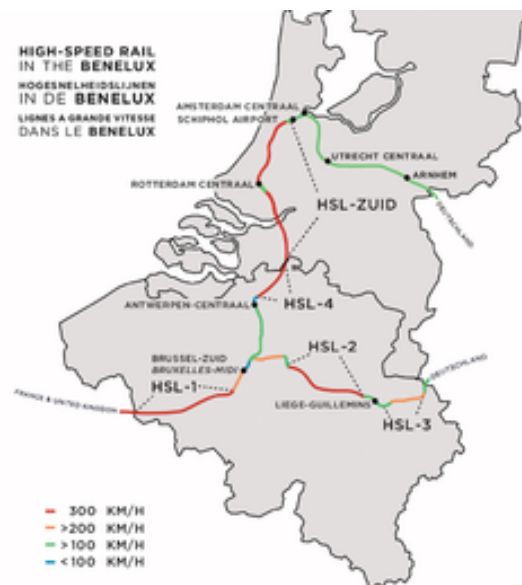 HIGH-SPEED RAIL
IN THE BENELUX
HOGESNELHEIDSLIJNEN
IN DE BENELUX
LIGNES A GRANDE VITESSE
DANS LE BENELUX
AMSTERDAM CENTRAAL
SCHIPHOL AIRPORT
UTRECHT CENTRAAL
ARNHEM
DEUTSCHLAND
ROTTERDAM CENTRAAL
HSL-ZUID
HSL-4
ANTWERPEN-CENTRAAL
BRUSSEL-ZUID
BRUXELLES-MIDI
HSL-2
HSL-1
DEUTSCHLAND
FRANCE & UNITED KINGDOM
LIEGE-GUILLEMINS
HSL-3
300 KM/H
>200 KM/H
>100 KM/H
<100 KM/H